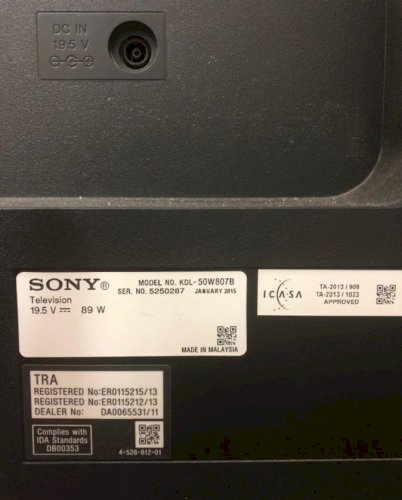 DC IN
19.5 V
SONY®
MODEL NO. KDL-50W807B
SER. NO. 5250287 JANUARY 2015
Television
19.5 V ⎓ 89 W
MADE IN MALAYSIA
ICASA
TA-2013 / 908
TA-2013 / 1023
APPROVED
TRA
REGISTERED No:ER0115215/13
REGISTERED No:ER0115212/13
DEALER No: DA0065531/11
Complies with
IDA Standards
DB00353
4-528-812-01